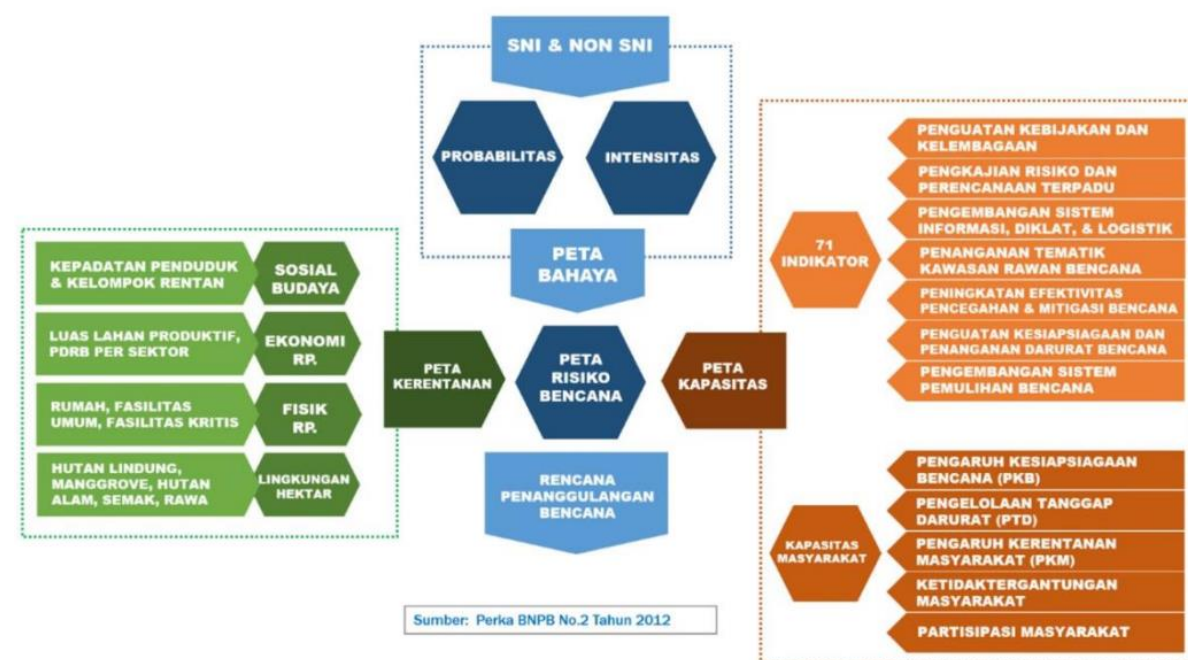 SNI & NON SNI
PROBABILITAS
INTENSITAS
PETA
BAHAYA
KEPADATAN PENDUDUK
& KELOMPOK RENTAN
SOSIAL
BUDAYA
LUAS LAHAN PRODUKTIF,
PDRB PER SEKTOR
EKONOMI
RP.
RUMAH, FASILITAS
UMUM, FASILITAS KRITIS
FISIK
RP.
HUTAN LINDUNG,
MANGGROVE, HUTAN
ALAM, SEMAK, RAWA
LINGKUNGAN
HEKTAR
PETA
KERENTANAN
PETA
RISIKO
BENCANA
PETA
KAPASITAS
RENCANA
PENANGGULANGAN
BENCANA
71
INDIKATOR
PENGUATAN KEBIJAKAN DAN
KELEMBAGAAN
PENGKAJIAN RISIKO DAN
PERENCANAAN TERPADU
PENGEMBANGAN SISTEM
INFORMASI, DIKLAT, & LOGISTIK
PENANGANAN TEMATIK
KAWASAN RAWAN BENCANA
PENINGKATAN EFEKTIVITAS
PENCEGAHAN & MITIGASI BENCANA
PENGUATAN KESIAPSIAGAAN DAN
PENANGANAN DARURAT BENCANA
PENGEMBANGAN SISTEM
PEMULIHAN BENCANA
KAPASITAS
MASYARAKAT
PENGARUH KESIAPSIAGAAN
BENCANA (PKB)
PENGELOLAAN TANGGAP
DARURAT (PTD)
PENGARUH KERENTANAN
MASYARAKAT (PKM)
KETIDAKTERGANTUNGAN
MASYARAKAT
PARTISIPASI MASYARAKAT
Sumber: Perka BNPB No.2 Tahun 2012